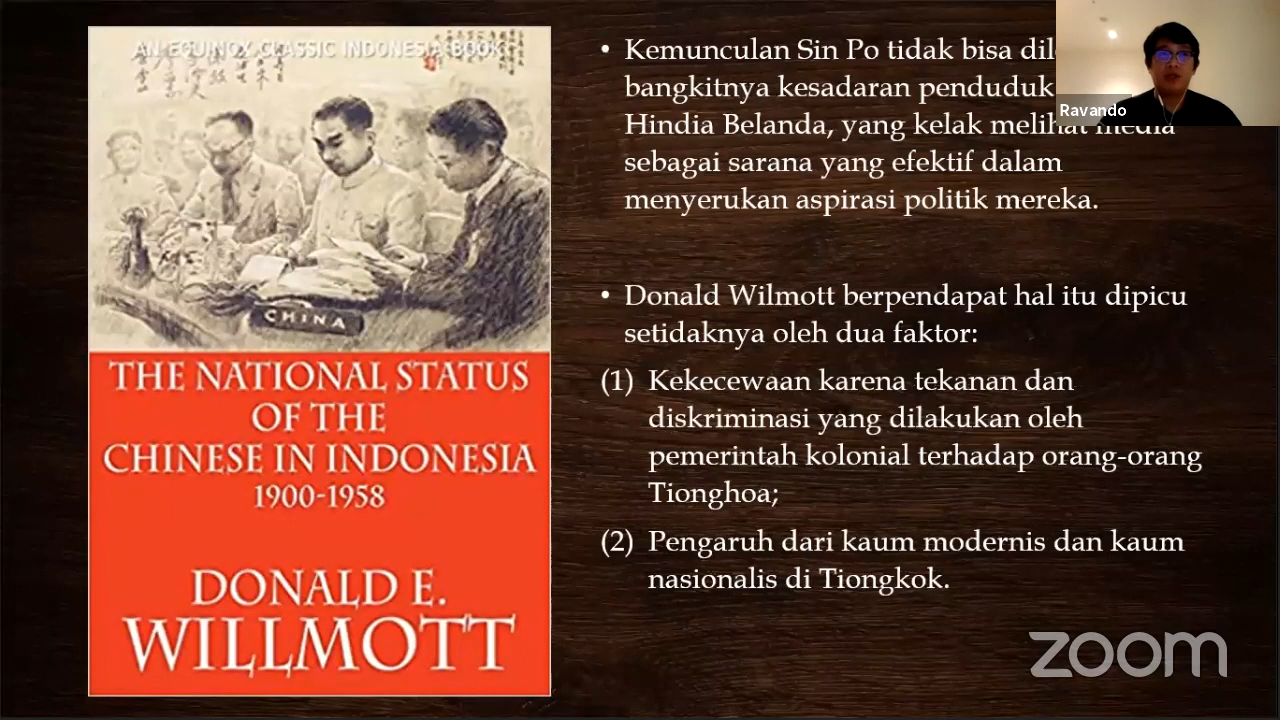 AN EQUINOX CLASSIC INDONESIA BOOK
CHINA
THE NATIONAL STATUS
OF THE
CHINESE IN INDONESIA
1900-1958
DONALD E.
WILLMOTT
• Kemunculan Sin Po tidak bisa
bangkitnya kesadaran
Hindia Belanda, yang kelak melihat media
sebagai sarana yang efektif dalam
menyerukan aspirasi politik mereka.
• Donald Wilmott berpendapat hal itu dipicu
setidaknya oleh dua faktor:
(1) Kekecewaan karena tekanan dan
diskriminasi yang dilakukan oleh
pemerintah kolonial terhadap orang-orang
Tionghoa;
(2) Pengaruh dari kaum modernis dan kaum
nasionalis di Tiongkok.
Ravando
zoom